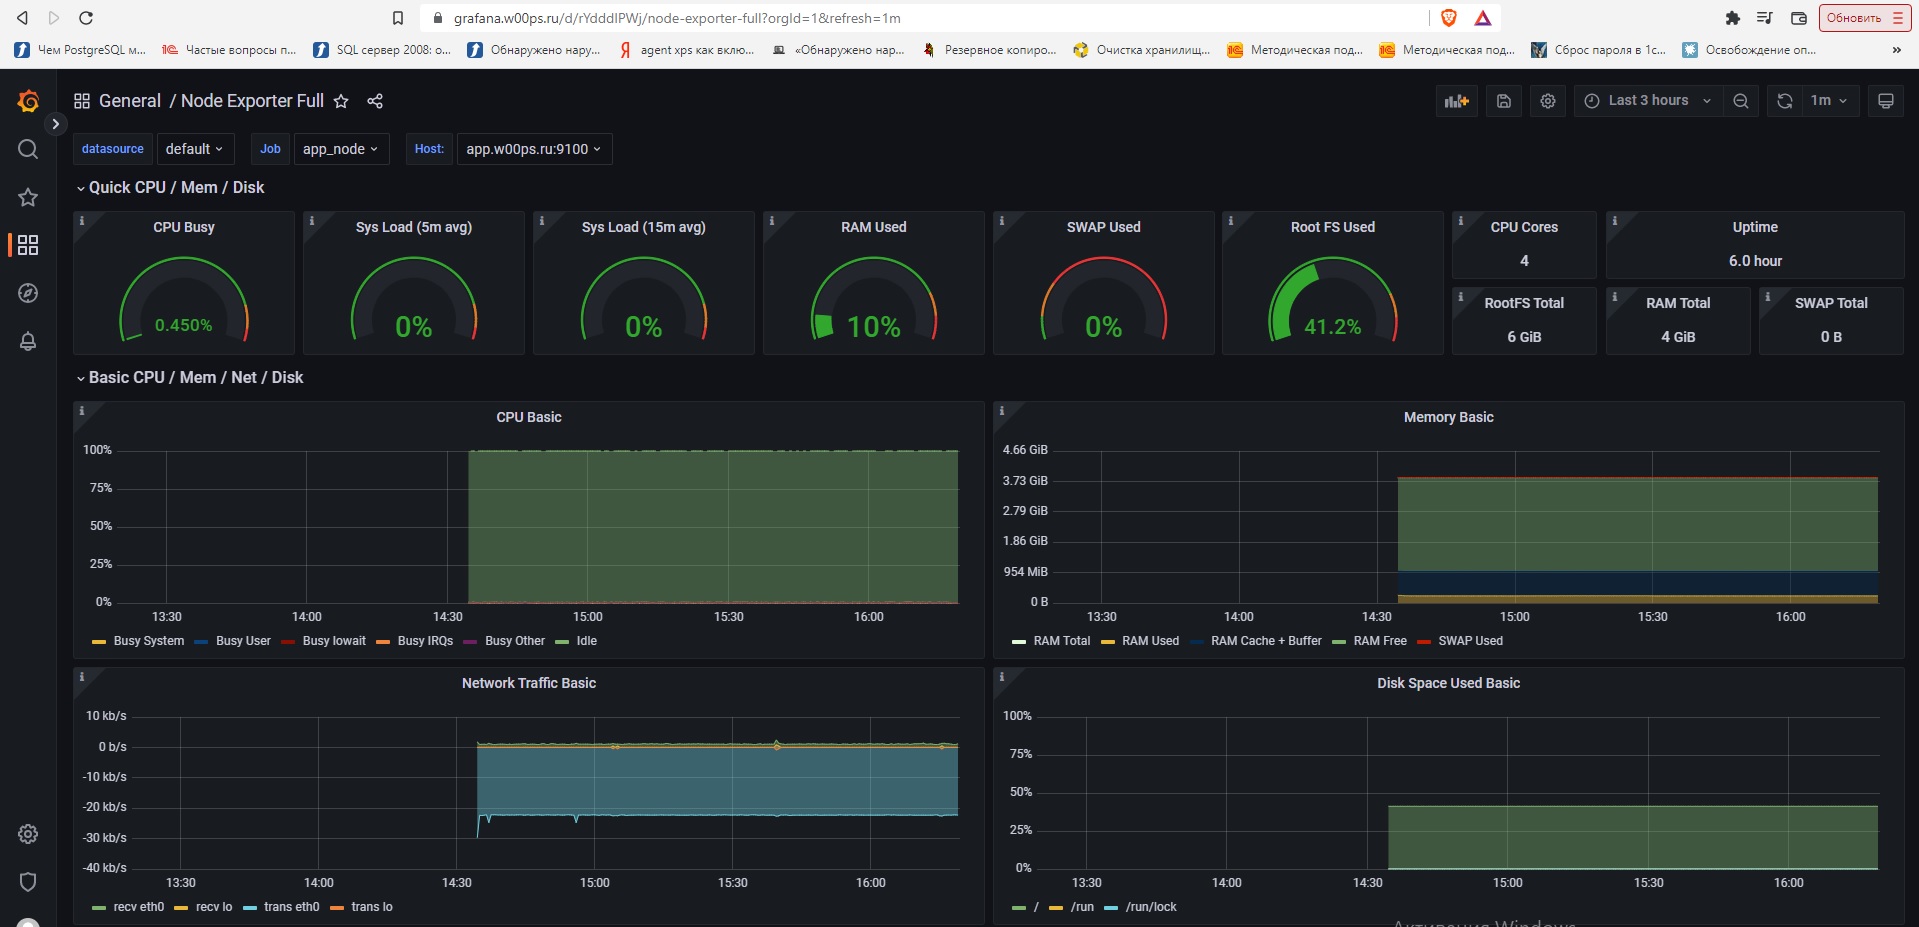 grafana.w00ps.ru/d/rYdddlPWj/node-exporter-full?orgId=1&refresh=1m
Обновить
Чем PostgreSQL м...
Частые вопросы п...
SQL сервер 2008: о...
Обнаружено нару...
agent xps как вклю...
«Обнаружено нар...
Резервное копиро...
Очистка хранилищ...
Методическая под...
Методическая под...
Сброс пароля в 1с...
Освобождение оп...
»
General / Node Exporter Full
Last 3 hours
1m
datasource
default
Job
app_node
Host:
app.w00ps.ru:9100
Quick CPU / Mem / Disk
CPU Busy
0.450%
Sys Load (5m avg)
0%
Sys Load (15m avg)
0%
RAM Used
10%
SWAP Used
0%
Root FS Used
41.2%
CPU Cores
4
Uptime
6.0 hour
RootFS Total
6 GiB
RAM Total
4 GiB
SWAP Total
0 B
Basic CPU / Mem / Net / Disk
CPU Basic
100%
75%
50%
25%
0%
13:30 14:00 14:30 15:00 15:30 16:00
Busy System Busy User Busy Iowait Busy IRQs Busy Other Idle
Memory Basic
4.66 GiB
3.73 GiB
2.79 GiB
1.86 GiB
954 MiB
0 B
13:30 14:00 14:30 15:00 15:30 16:00
RAM Total RAM Used RAM Cache + Buffer RAM Free SWAP Used
Network Traffic Basic
10 kb/s
0 b/s
-10 kb/s
-20 kb/s
-30 kb/s
-40 kb/s
13:30 14:00 14:30 15:00 15:30 16:00
recv eth0 recv lo trans eth0 trans lo
Disk Space Used Basic
100%
75%
50%
25%
0%
13:30 14:00 14:30 15:00 15:30 16:00
/ /run /run/lock
Активация Windows